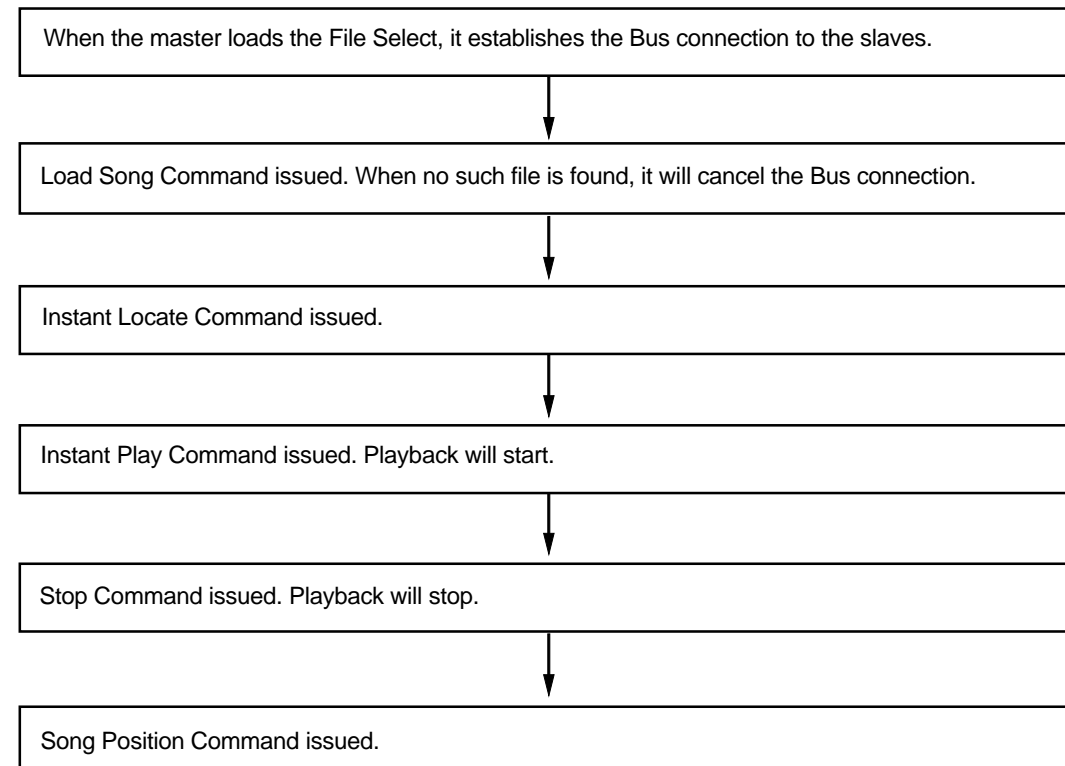 When the master loads the File Select, it establishes the Bus connection to the slaves.
Load Song Command issued. When no such file is found, it will cancel the Bus connection.
Instant Locate Command issued.
Instant Play Command issued. Playback will start.
Stop Command issued. Playback will stop.
Song Position Command issued.